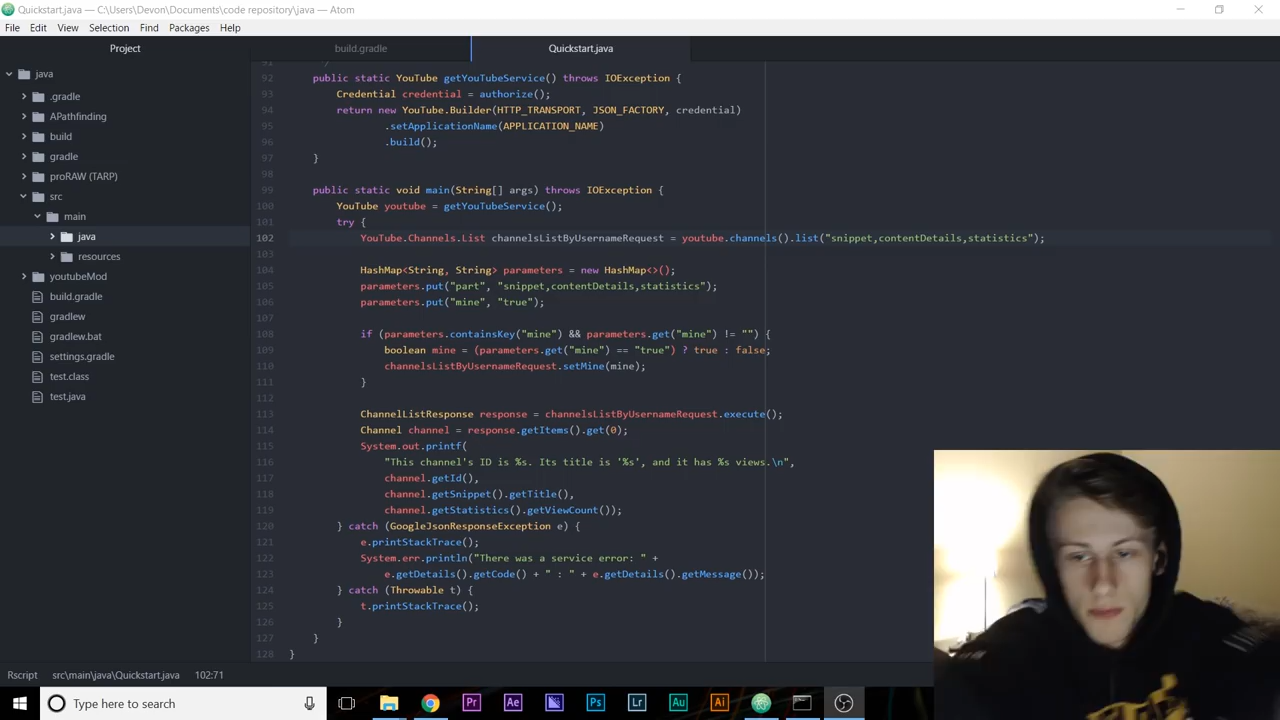 Quickstart.java — C:\Users\Devon\Documents\code repository\java — Atom
File Edit View Selection Find Packages Help
Project
build.gradle
Quickstart.java
java
.gradle
APathfinding
build
gradle
proRAW (TARP)
src
main
java
resources
youtubeMod
build.gradle
gradlew
gradlew.bat
settings.gradle
test.class
test.java
91 */
92 public static YouTube getYouTubeService() throws IOException {
93 Credential credential = authorize();
94 return new YouTube.Builder(HTTP_TRANSPORT, JSON_FACTORY, credential)
95 .setApplicationName(APPLICATION_NAME)
96 .build();
97 }
98
99 public static void main(String[] args) throws IOException {
100 YouTube youtube = getYouTubeService();
101 try {
102 YouTube.Channels.List channelsListByUsernameRequest = youtube.channels().list("snippet,contentDetails,statistics");
103
104 HashMap<String, String> parameters = new HashMap<>();
105 parameters.put("part", "snippet,contentDetails,statistics");
106 parameters.put("mine", "true");
107
108 if (parameters.containsKey("mine") && parameters.get("mine") != "") {
109 boolean mine = (parameters.get("mine") == "true") ? true : false;
110 channelsListByUsernameRequest.setMine(mine);
111 }
112
113 ChannelListResponse response = channelsListByUsernameRequest.execute();
114 Channel channel = response.getItems().get(0);
115 System.out.printf(
116 "This channel's ID is %s. Its title is '%s', and it has %s views.\n",
117 channel.getId(),
118 channel.getSnippet().getTitle(),
119 channel.getStatistics().getViewCount());
120 } catch (GoogleJsonResponseException e) {
121 e.printStackTrace();
122 System.err.println("There was a service error: " +
123 e.getDetails().getCode() + " : " + e.getDetails().getMessage());
124 } catch (Throwable t) {
125 t.printStackTrace();
126 }
127 }
128 }
Rscript src\main\java\Quickstart.java 102:71
Type here to search
Pr
Ae
Ps
Lr
Au
Ai